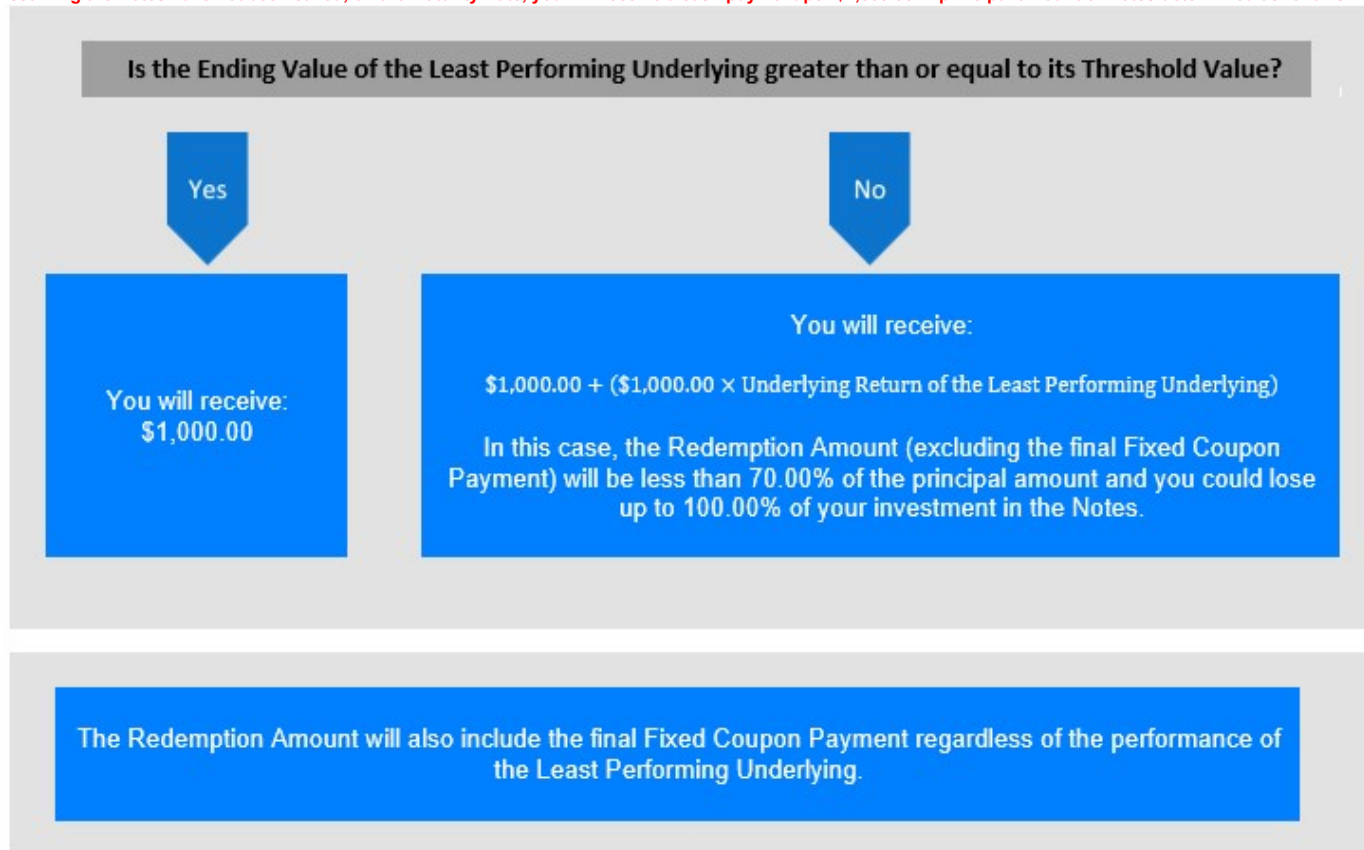 Is the Ending Value of the Least Performing Underlying greater than or equal to its Threshold Value?
Yes
No
You will receive:
$1,000.00
You will receive:
$1,000.00 + ($1,000.00 × Underlying Return of the Least Performing Underlying)
In this case, the Redemption Amount (excluding the final Fixed Coupon
Payment) will be less than 70.00% of the principal amount and you could lose
up to 100.00% of your investment in the Notes.
The Redemption Amount will also include the final Fixed Coupon Payment regardless of the performance of
the Least Performing Underlying.